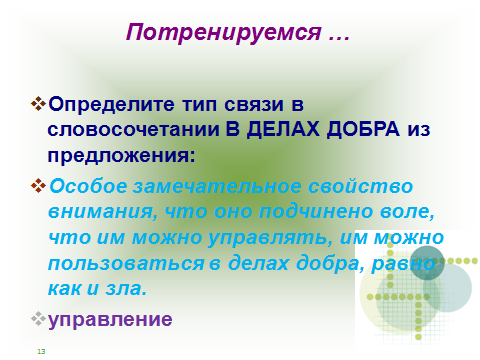 Потренируемся …
Определите тип связи в
словосочетании В ДЕЛАХ ДОБРА из
предложения:
Особое замечательное свойство
внимания, что оно подчинено воле,
что им можно управлять, им можно
пользоваться в делах добра, равно
как и зла.
управление
13